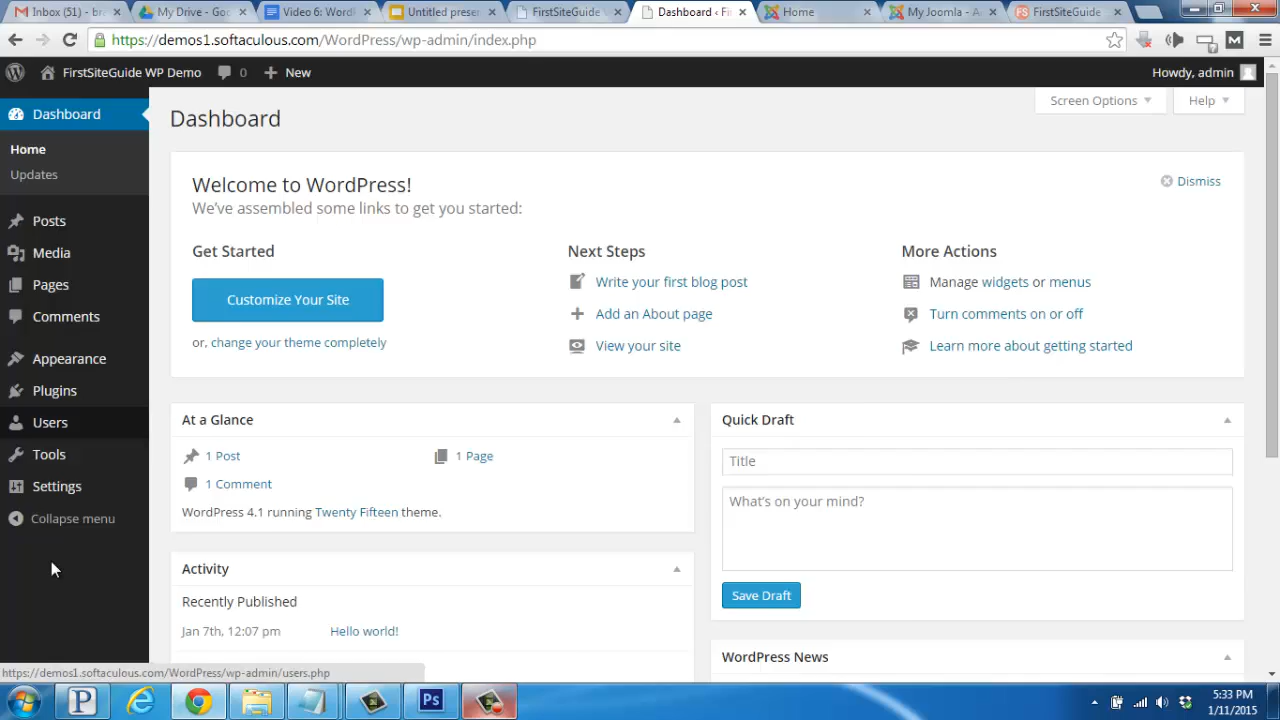 Inbox (51) - b
My Drive - Goo
Video 6: Word
Untitled prese
FirstSiteGuide
Dashboard ‹ Fi
Home
My Joomla - A
FirstSiteGuide
https://demos1.softaculous.com/WordPress/wp-admin/index.php
FirstSiteGuide WP Demo 0 New Howdy, admin
Dashboard
Home
Updates
Posts
Media
Pages
Comments
Appearance
Plugins
Users
Tools
Settings
Collapse menu
Screen Options Help
Dashboard
Welcome to WordPress!
We've assembled some links to get you started:
Dismiss
Get Started
Customize Your Site
or, change your theme completely
Next Steps
Write your first blog post
Add an About page
View your site
More Actions
Manage widgets or menus
Turn comments on or off
Learn more about getting started
At a Glance
1 Post 1 Page
1 Comment
WordPress 4.1 running Twenty Fifteen theme.
Activity
Recently Published
Jan 7th, 12:07 pm Hello world!
Quick Draft
Title
What's on your mind?
Save Draft
WordPress News
https://demos1.softaculous.com/WordPress/wp-admin/users.php
P
Ps
5:33 PM
1/11/2015